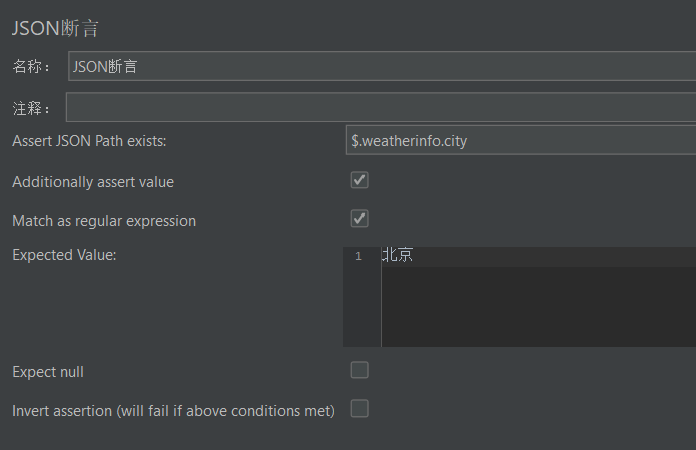 JSON断言
名称： JSON断言
注释：
Assert JSON Path exists: $.weatherinfo.city
Additionally assert value
Match as regular expression
Expected Value: 1 北京
Expect null
Invert assertion (will fail if above conditions met)